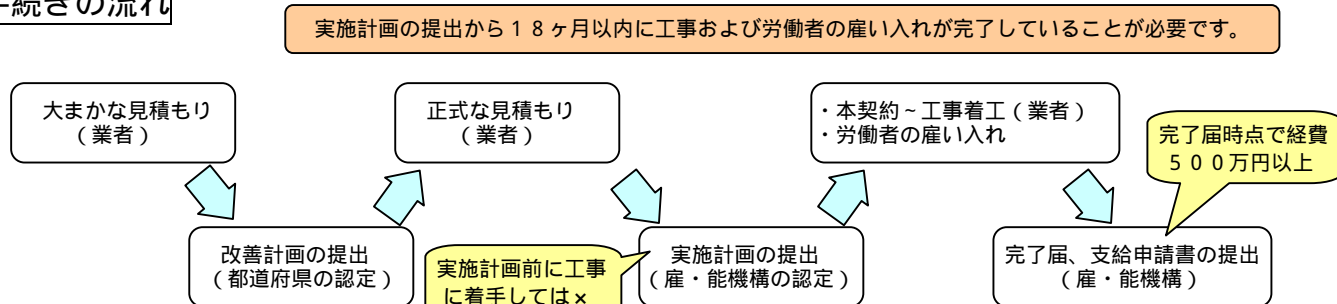 手続きの流れ
実施計画の提出から１８ヶ月以内に工事および労働者の雇い入れが完了していることが必要です。
大まかな見積もり
（業者）
正式な見積もり
（業者）
・本契約～工事着工（業者）
・労働者の雇い入れ
完了届時点で経費
５００万円以上
改善計画の提出
（都道府県の認定）
実施計画前に工事
に着手しては×
実施計画の提出
（雇・能機構の認定）
完了届、支給申請書の提出
（雇・能機構）